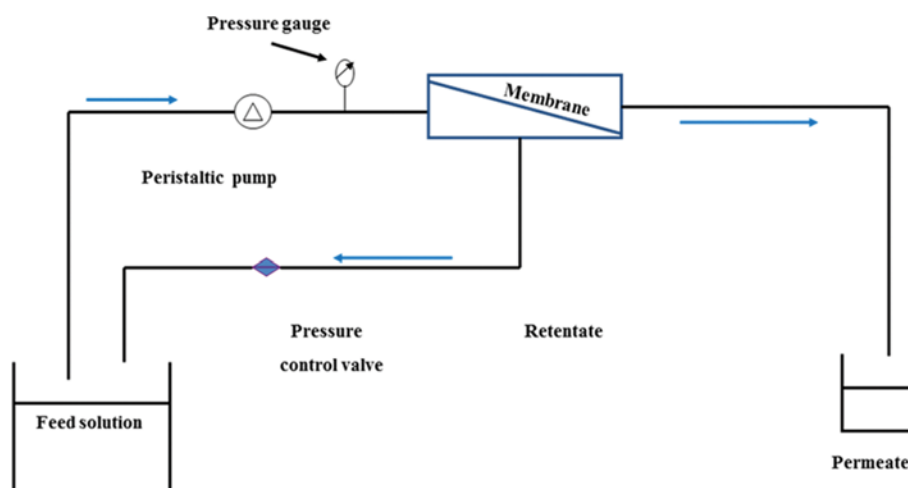 Pressure gauge
Membrane
Peristaltic pump
Pressure
control valve
Retentate
Feed solution
Permeate